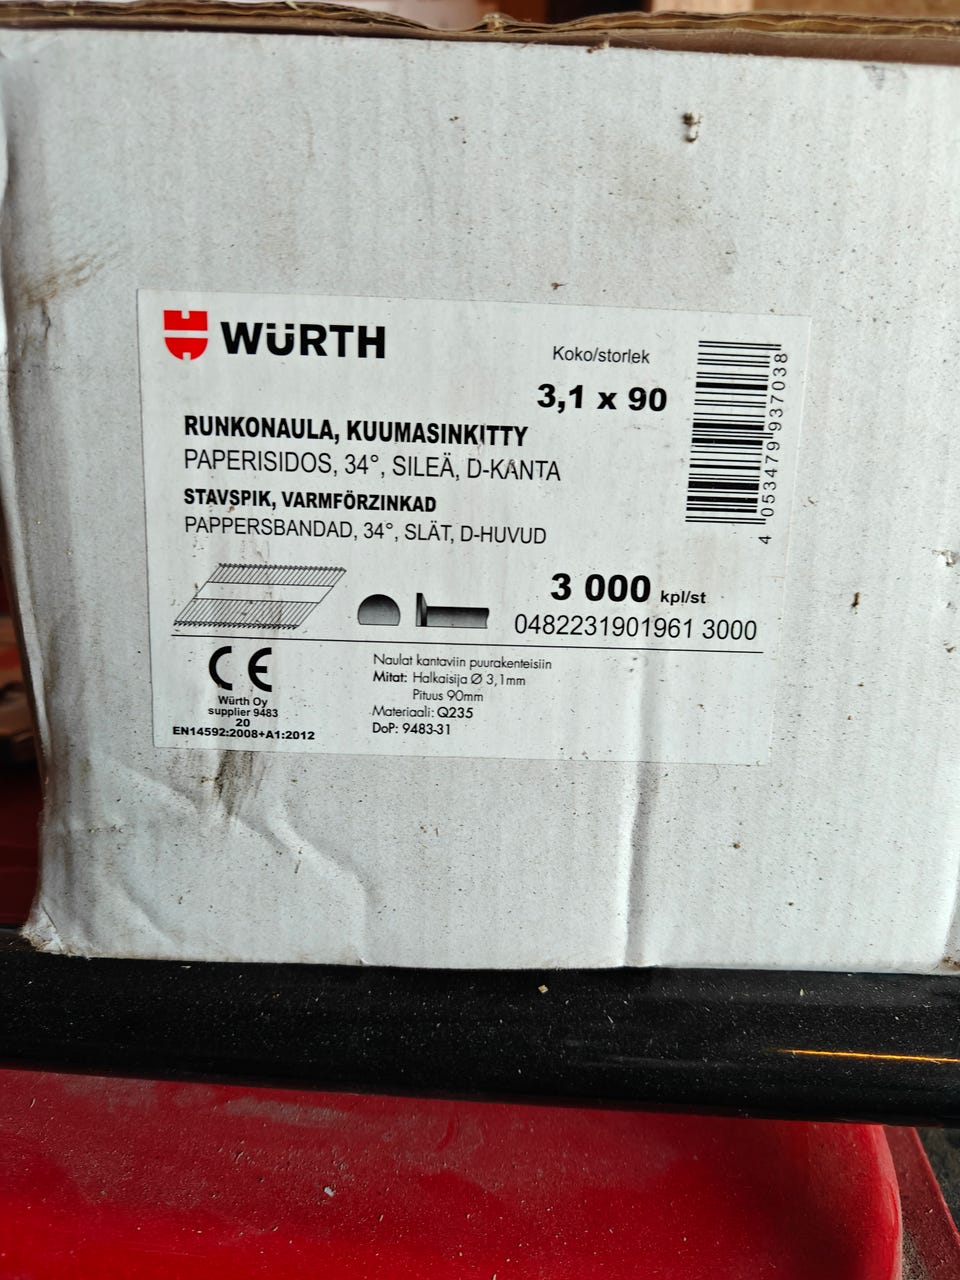 WÜRTH
Koko/storlek
3,1 x 90
RUNKONAULA, KUUMASINKITTY
PAPERISIDOS, 34°, SILEÄ, D-KANTA
STAVSPIK, VARMFÖRZINKAD
PAPPERSBANDAD, 34°, SLÄT, D-HUVUD
4 053479 937038
3 000 kpl/st
0482231901961 3000
CE
Würth Oy
supplier 9483
20
EN14592:2008+A1:2012
Naulat kantaviin puurakenteisiin
Mitat: Halkaisija Ø 3,1mm
Pituus 90mm
Materiaali: Q235
DoP: 9483-31